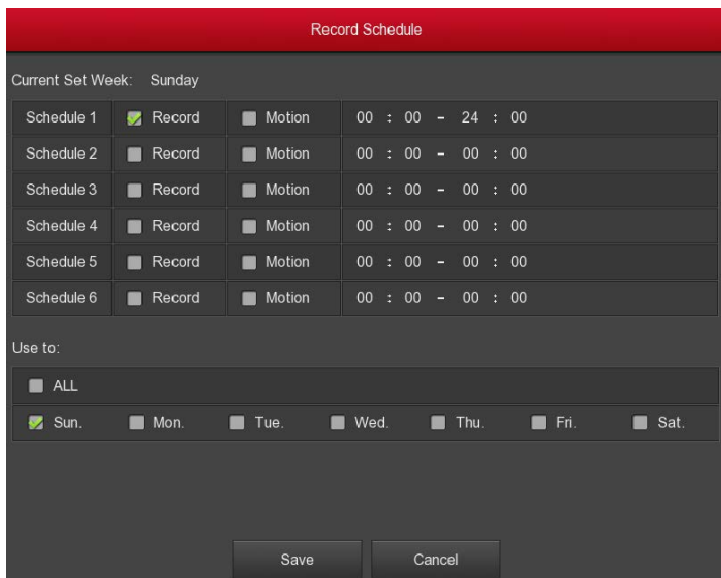 Record Schedule
Current Set Week: Sunday
Schedule 1 Record Motion 00 : 00 - 24 : 00
Schedule 2 Record Motion 00 : 00 - 00 : 00
Schedule 3 Record Motion 00 : 00 - 00 : 00
Schedule 4 Record Motion 00 : 00 - 00 : 00
Schedule 5 Record Motion 00 : 00 - 00 : 00
Schedule 6 Record Motion 00 : 00 - 00 : 00
Use to:
ALL
Sun. Mon. Tue. Wed. Thu. Fri. Sat.
Save Cancel